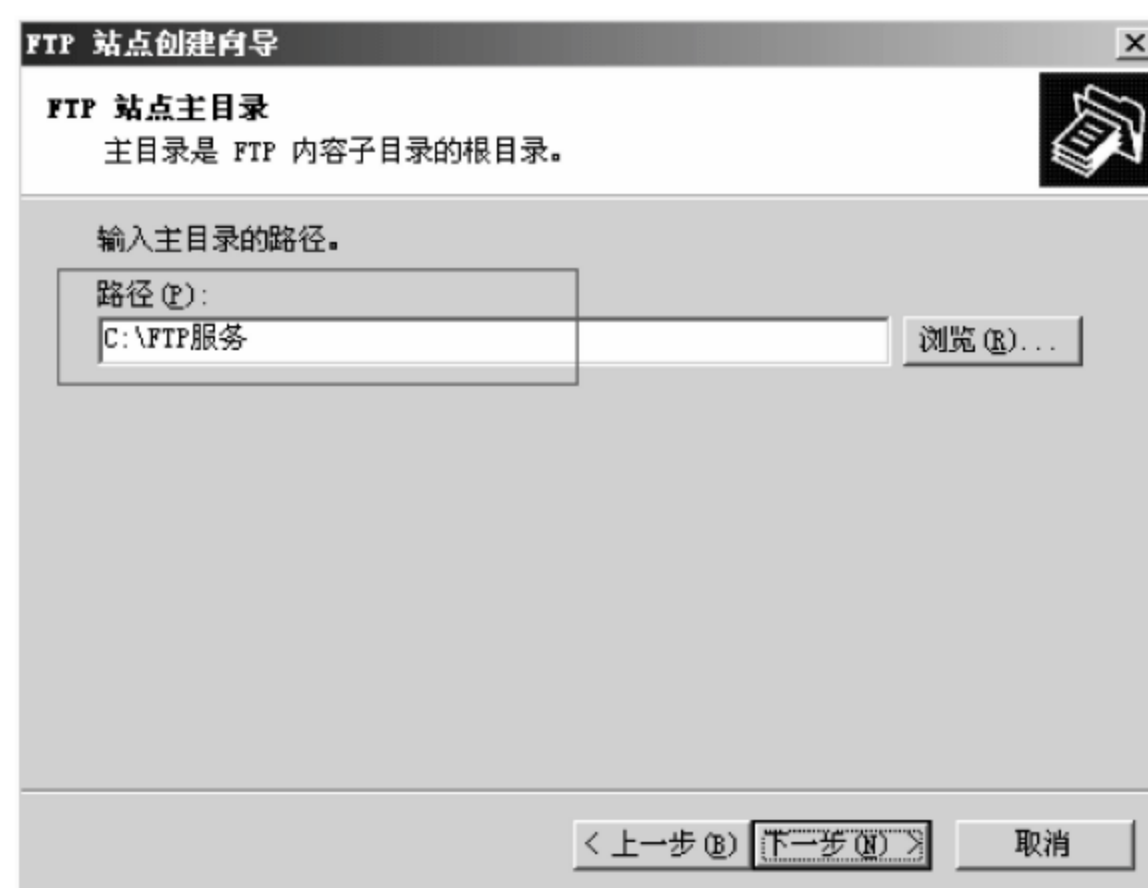 FTP 站点创建向导
FTP 站点主目录
主目录是 FTP 内容子目录的根目录。
输入主目录的路径。
路径(P):
C:\FTP服务
浏览(R)...
< 上一步(B) 下一步(N) > 取消